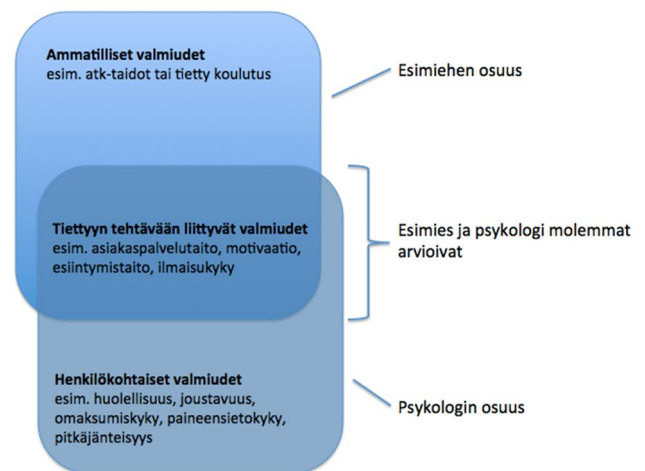 Ammatilliset valmiudet
esim. atk-taidot tai tietty koulutus
Esimiehen osuus
Tiettyyn tehtävään liittyvät valmiudet
esim. asiakaspalvelutaito, motivaatio,
esiintymistaito, ilmaisukyky
Esimies ja psykologi molemmat
arvioivat
Henkilökohtaiset valmiudet
esim. huolellisuus, joustavuus,
omaksumiskyky, paineensietokyky,
pitkäjänteisyys
Psykologin osuus